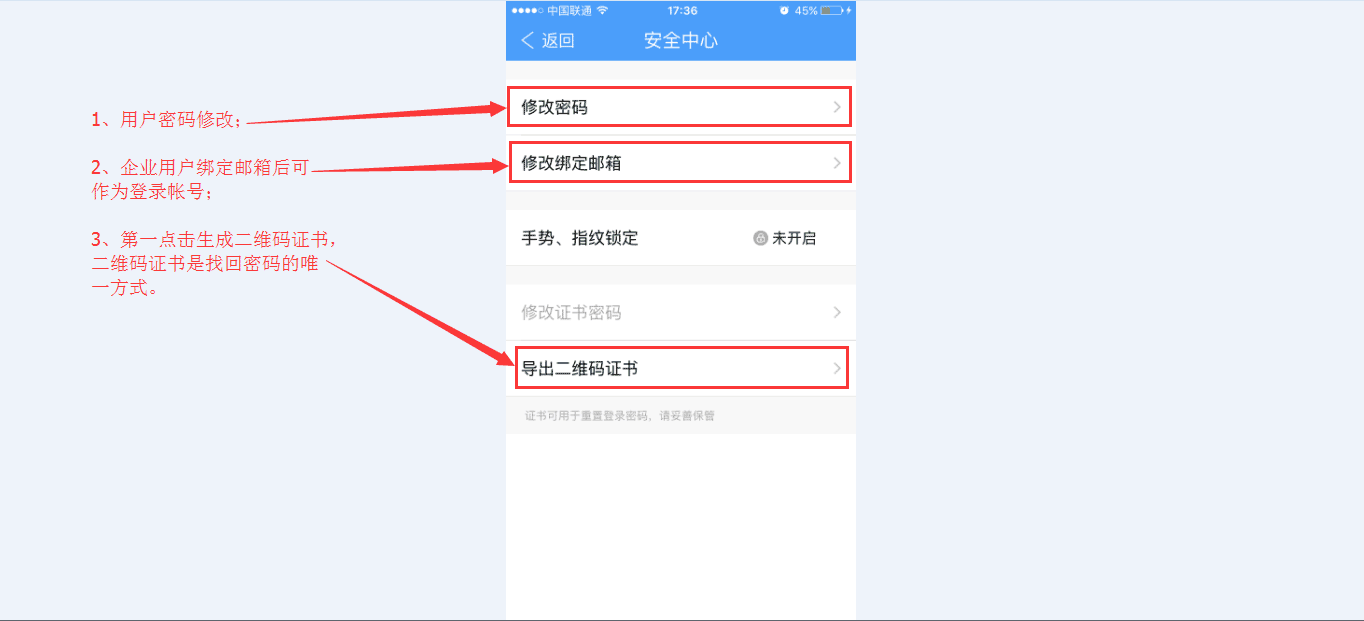 中国联通
17:36
45%
返回
安全中心
1、用户密码修改；
2、企业用户绑定邮箱后可
作为登录帐号；
3、第一点击生成二维码证书，
二维码证书是找回密码的唯
一方式。
修改密码
修改绑定邮箱
手势、指纹锁定
未开启
修改证书密码
导出二维码证书
证书可用于重置登录密码，请妥善保管